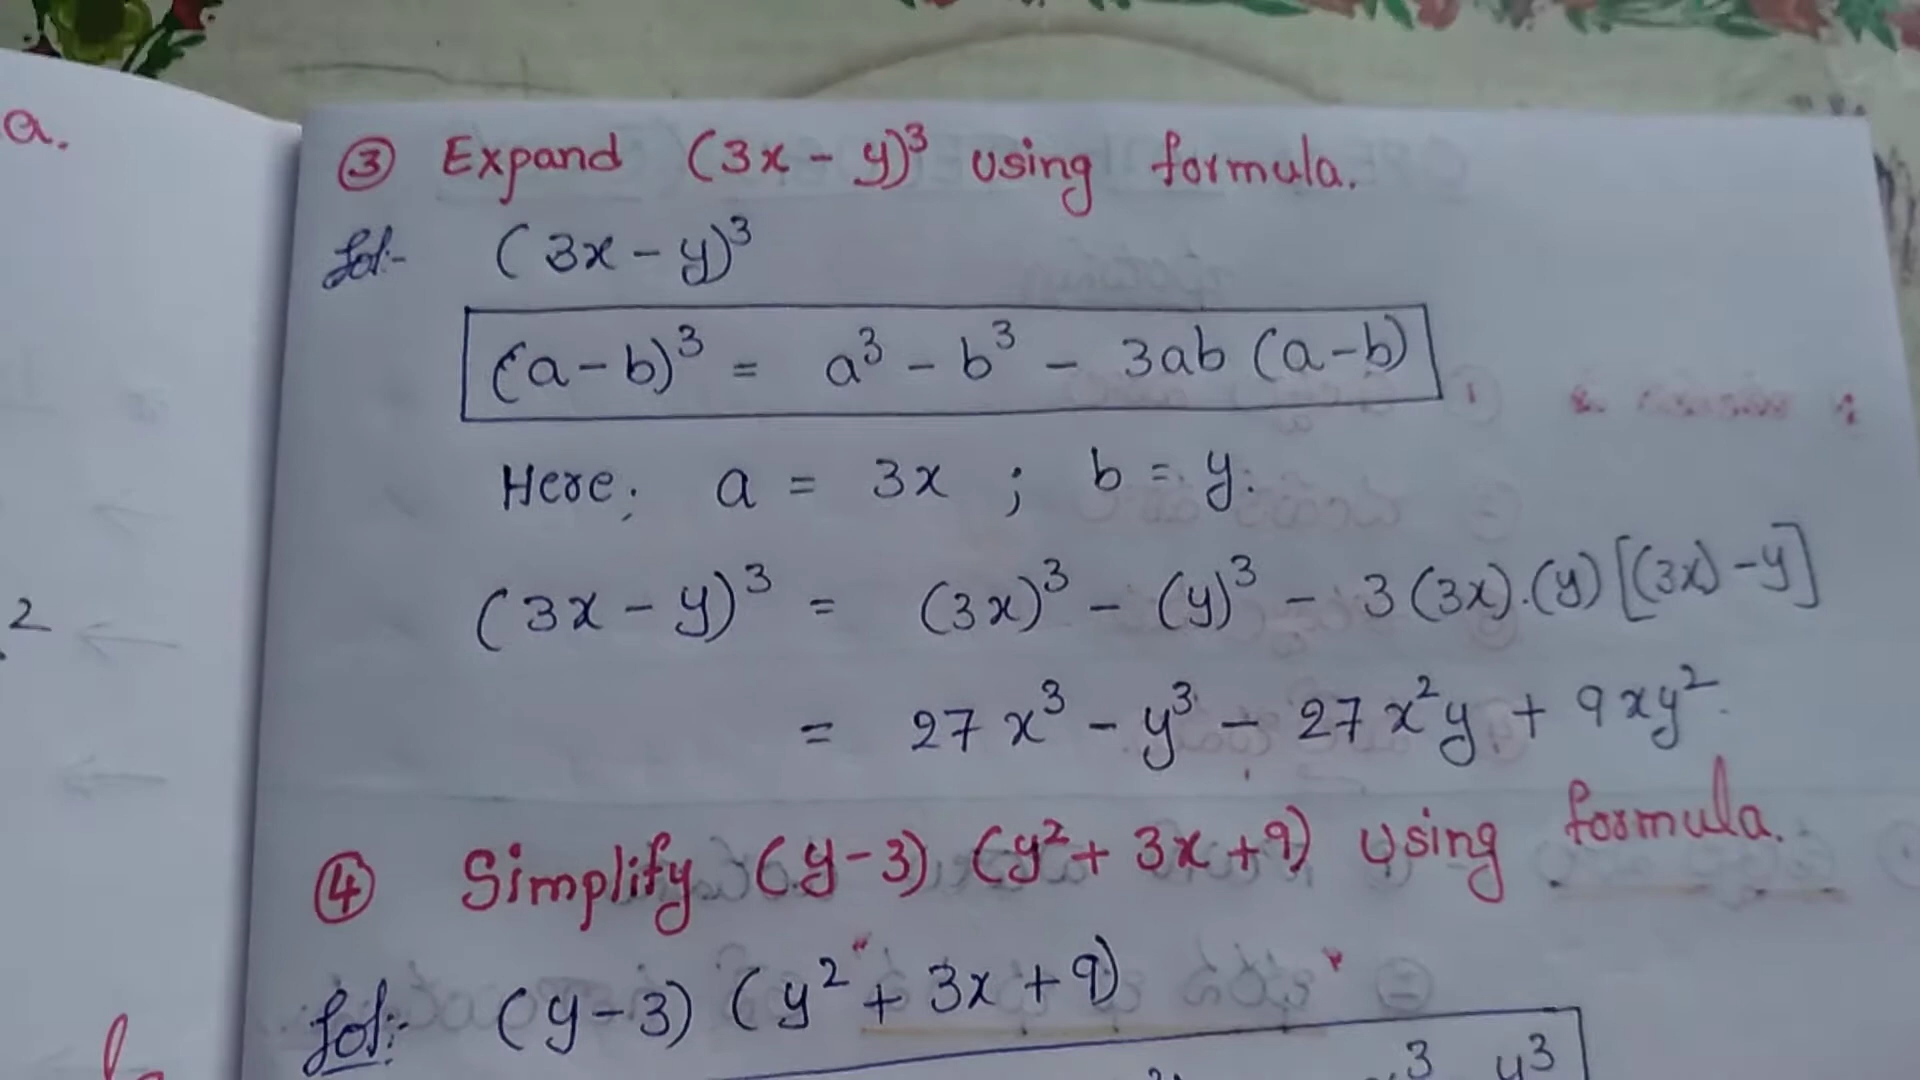 a.
③ Expand (3x - y)³ using formula.
Sol:- (3x - y)³
(a - b)³ = a³ - b³ - 3ab (a - b)
Here; a = 3x ; b = y.
(3x - y)³ = (3x)³ - (y)³ - 3(3x).(y)[(3x) - y]
2
= 27x³ - y³ - 27x²y + 9xy².
④ Simplify (y-3) (y² + 3x + 9) using formula.
Sol:- (y-3) (y² + 3x + 9)
y³